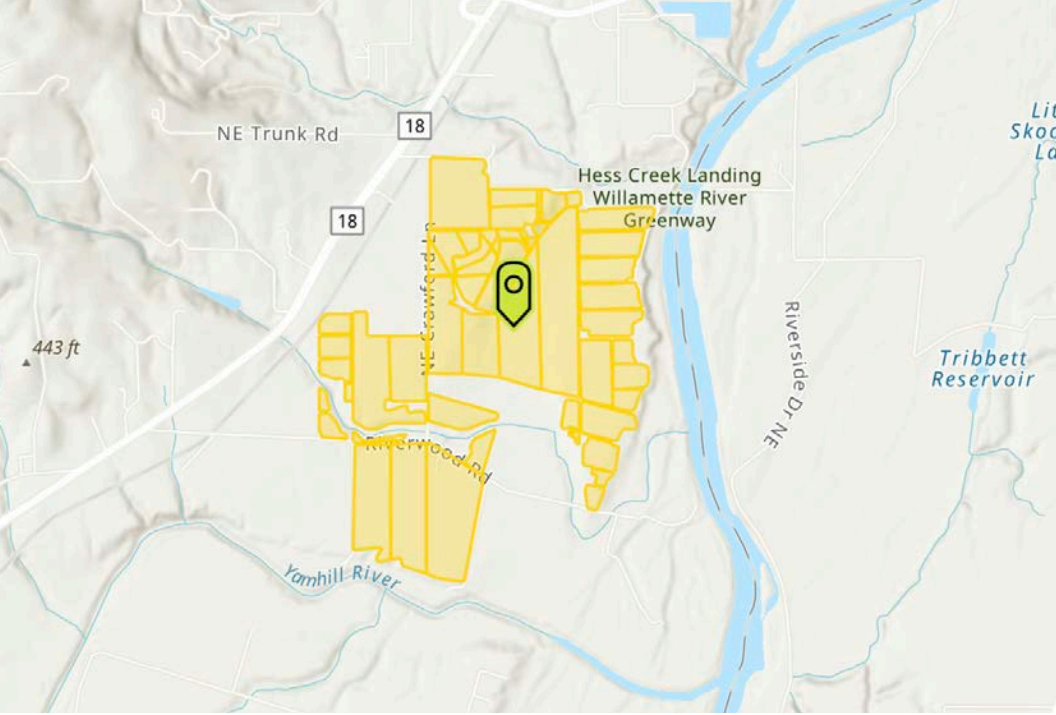 Lit
Skoo
La
18
NE Trunk Rd
Hess Creek Landing
Willamette River
Greenway
18
NE Crawford Ln
443 ft
Riverside Dr NE
Tribbett
Reservoir
Riverwood Rd
Yamhill River